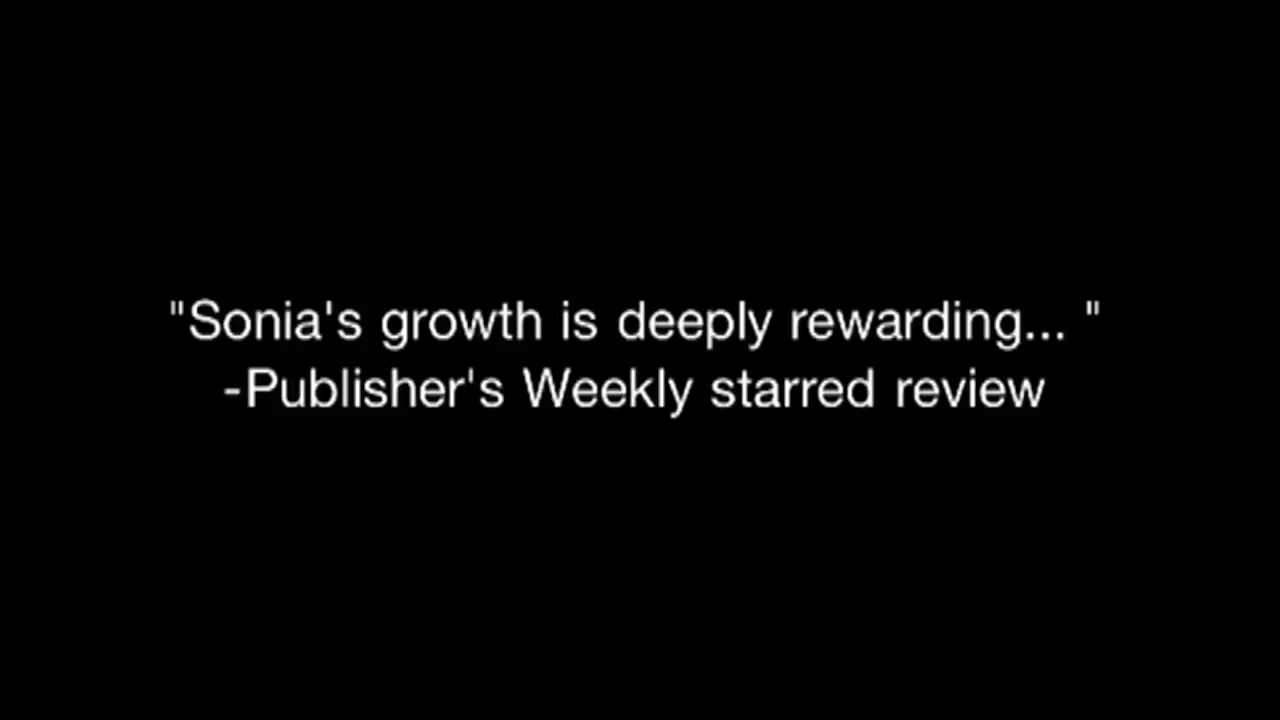 "Sonia's growth is deeply rewarding... "
-Publisher's Weekly starred review